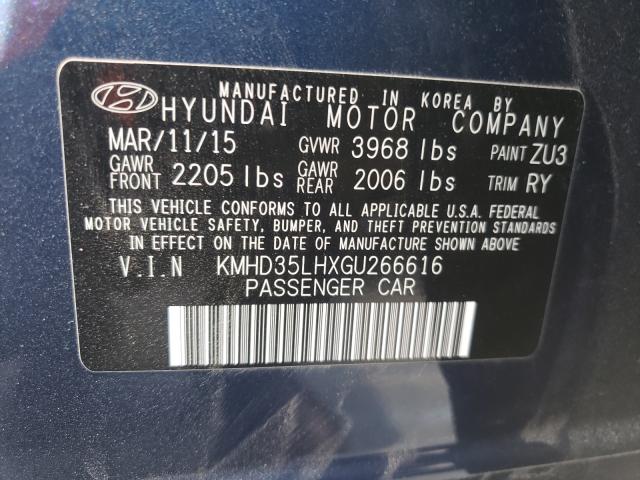 MANUFACTURED IN KOREA BY
HYUNDAI MOTOR COMPANY
MAR/11/15 GVWR 3968 lbs PAINT ZU3
GAWR FRONT 2205 lbs GAWR REAR 2006 lbs TRIM RY
THIS VEHICLE CONFORMS TO ALL APPLICABLE U.S.A. FEDERAL
MOTOR VEHICLE SAFETY, BUMPER, AND THEFT PREVENTION STANDARDS
IN EFFECT ON THE DATE OF MANUFACTURE SHOWN ABOVE.
V.I.N KMHD35LHXGU266616
PASSENGER CAR